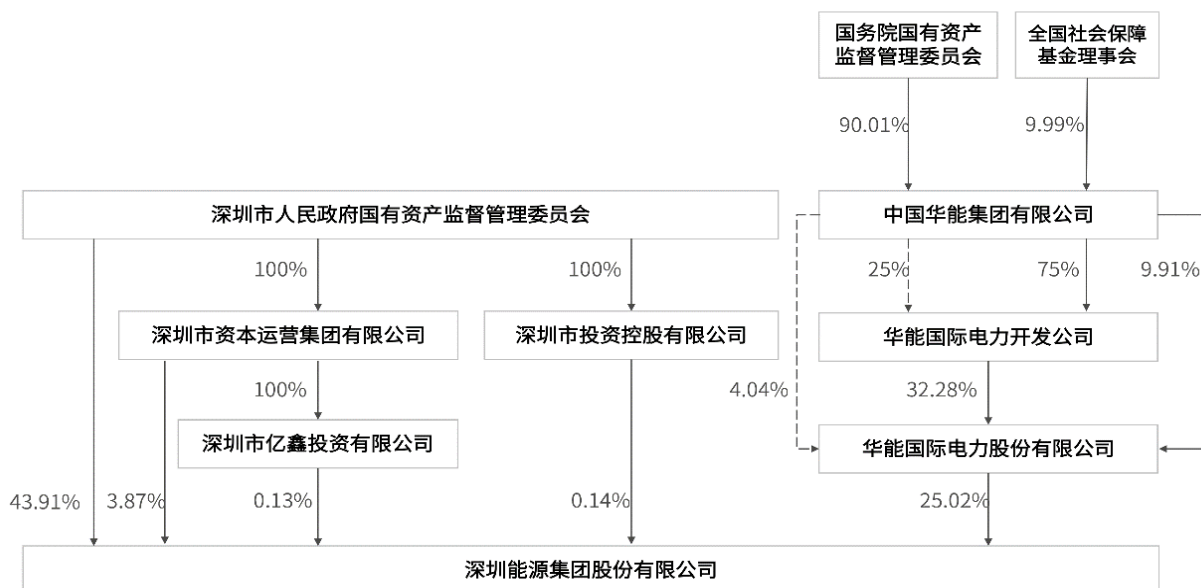 国务院国有资产
监督管理委员会
全国社会保障
基金理事会
90.01%
9.99%
深圳市人民政府国有资产监督管理委员会
中国华能集团有限公司
100%
100%
25%
75%
9.91%
深圳市资本运营集团有限公司
深圳市投资控股有限公司
华能国际电力开发公司
100%
4.04%
32.28%
深圳市亿鑫投资有限公司
华能国际电力股份有限公司
43.91%
3.87%
0.13%
0.14%
25.02%
深圳能源集团股份有限公司